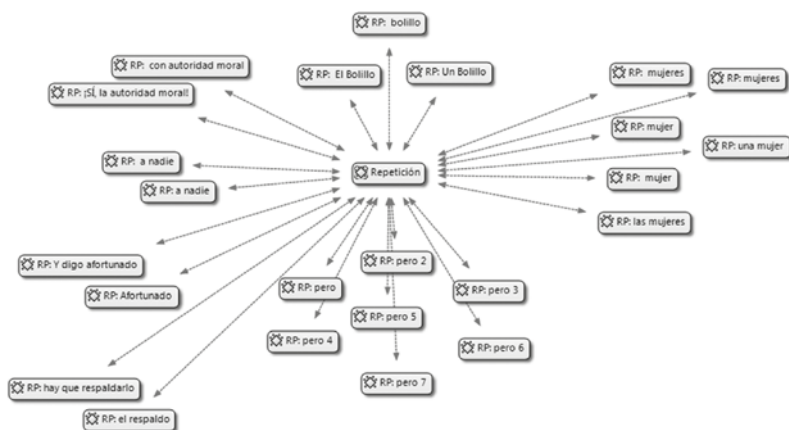 RP: bolillo
RP: El Bolillo
RP: Un Bolillo
RP: con autoridad moral
RP: ¡SÍ, la autoridad moral!
RP: mujeres
RP: mujeres
RP: mujer
RP: una mujer
RP: a nadie
RP: a nadie
Repetición
RP: mujer
RP: las mujeres
RP: Y digo afortunado
RP: Afortunado
RP: pero 2
RP: pero
RP: pero 3
RP: pero 5
RP: pero 4
RP: pero 6
RP: pero 7
RP: hay que respaldarlo
RP: el respaldo